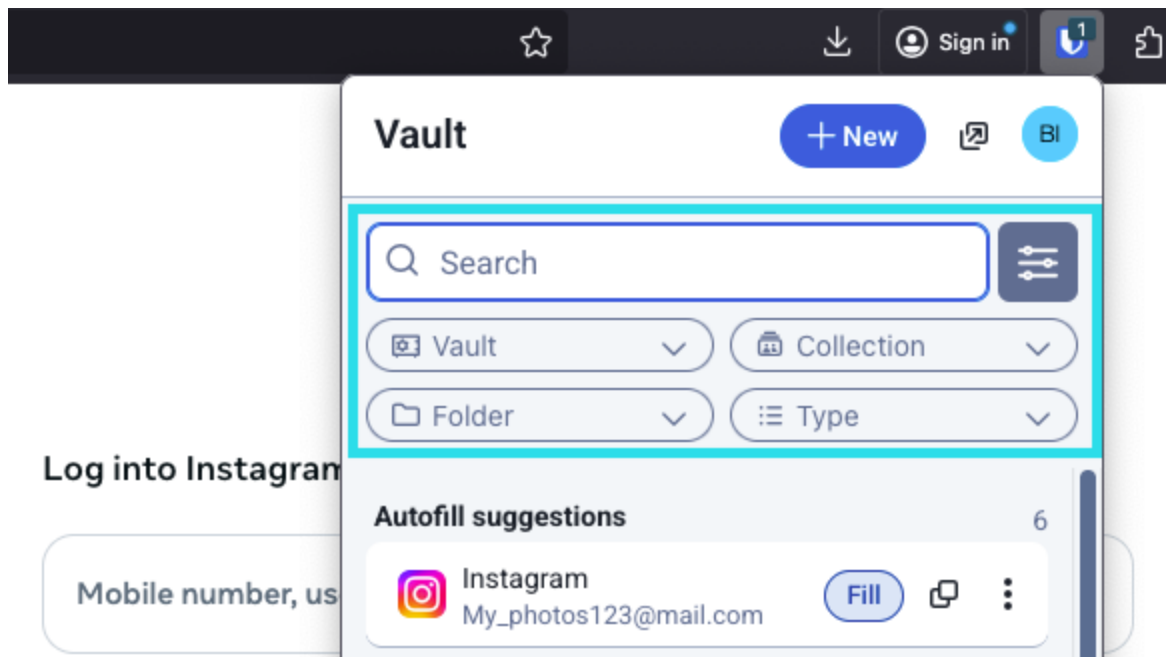 Sign in
1
Vault
New
BI
Search
Vault
Collection
Folder
Type
Log into Instagram
Autofill suggestions
6
Mobile number, us
Instagram
Fill
My_photos123@mail.com